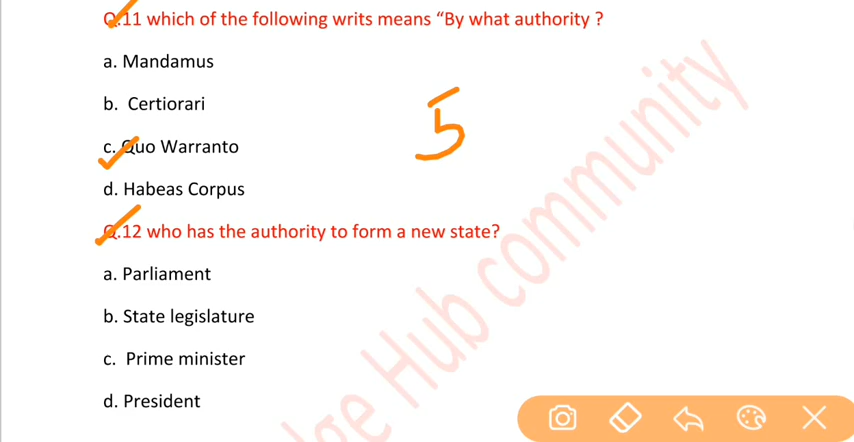 Q.11 which of the following writs means “By what authority ?
a. Mandamus
b. Certiorari
5
c. Quo Warranto
d. Habeas Corpus
Q.12 who has the authority to form a new state?
a. Parliament
b. State legislature
c. Prime minister
d. President
Hub community